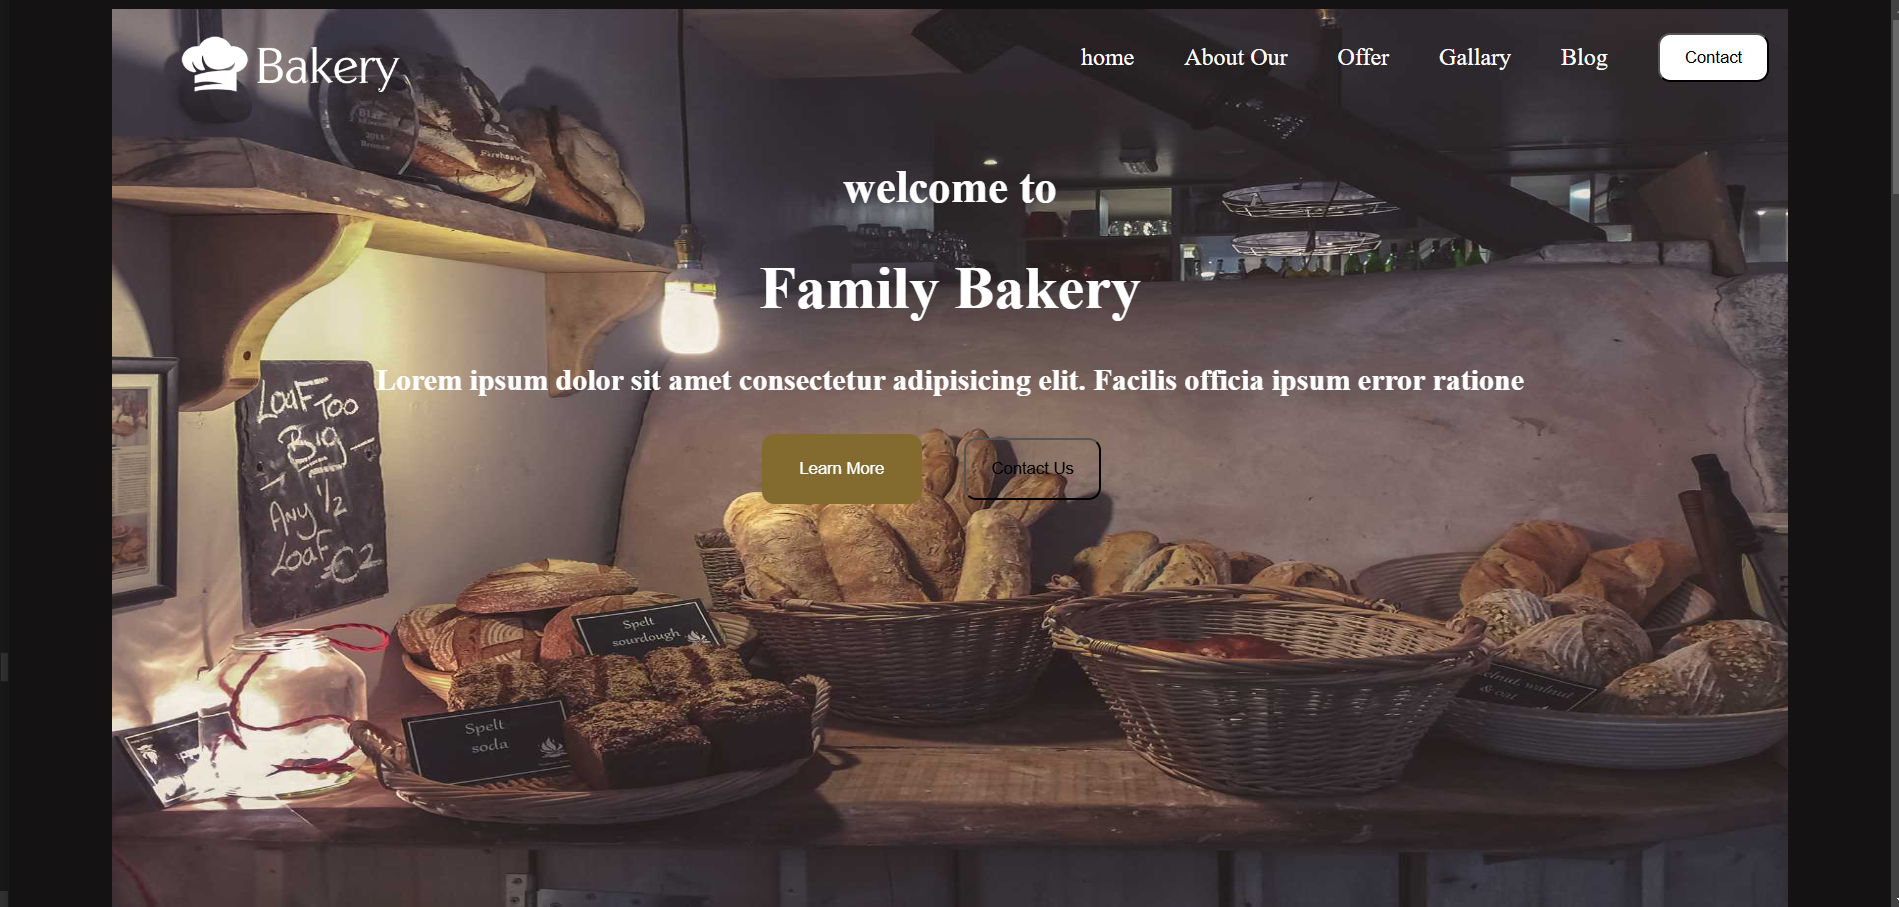 Bakery
home About Our Offer Gallary Blog Contact
welcome to
Family Bakery
Lorem ipsum dolor sit amet consectetur adipisicing elit. Facilis officia ipsum error ratione
Learn More Contact Us
Loaf Too
Big
Any 1/2
Loaf €2
Spelt
sourdough
Spelt
soda
walnut
& oat